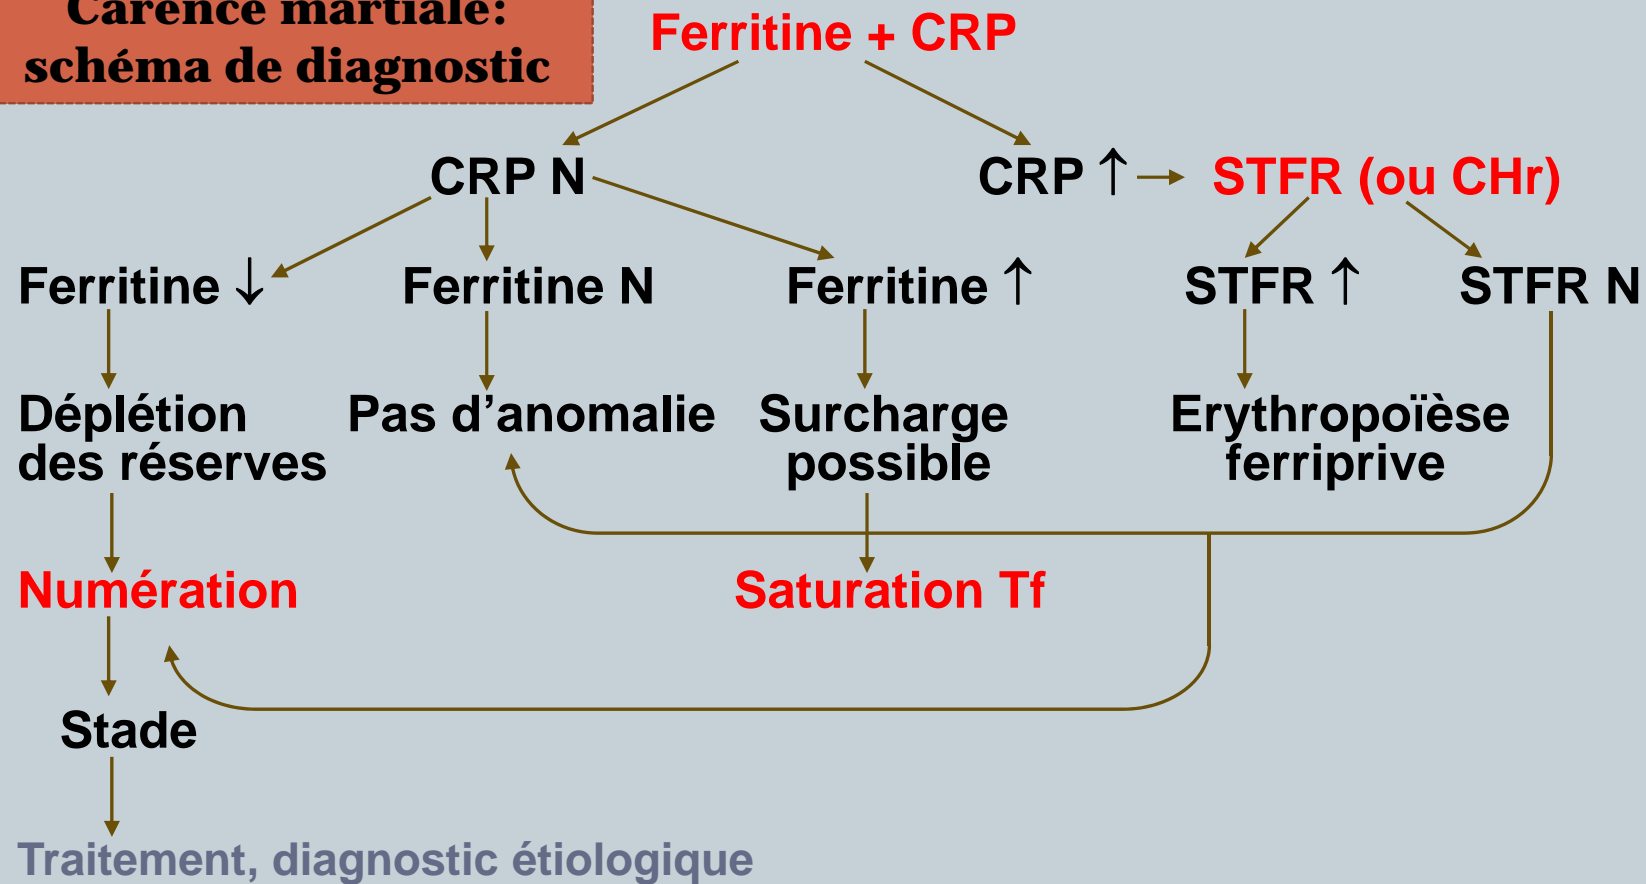 Carence martiale:
schéma de diagnostic
Ferritine + CRP
CRP N
CRP ↑
STFR (ou CHr)
Ferritine ↓
Ferritine N
Ferritine ↑
STFR ↑
STFR N
Déplétion
des réserves
Pas d’anomalie
Surcharge
possible
Erythropoïèse
ferriprive
Numération
Saturation Tf
Stade
Traitement, diagnostic étiologique